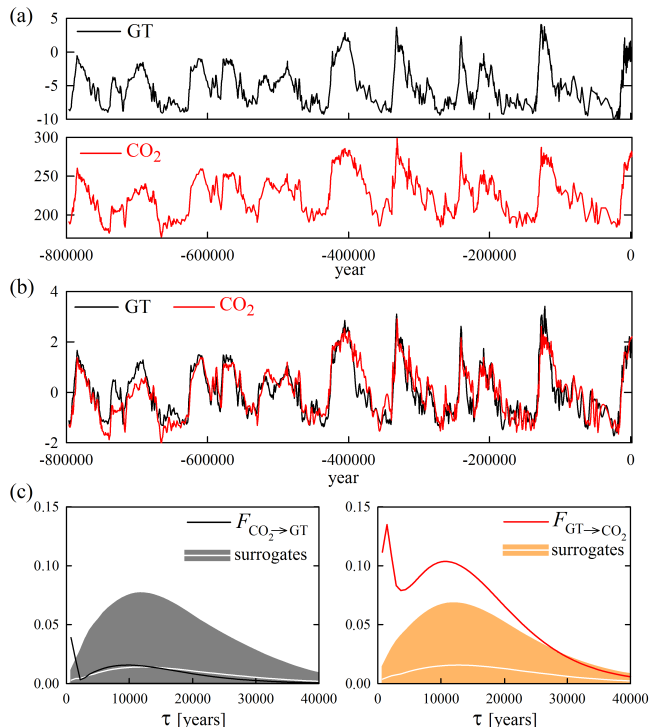 (a)
5
0
-5
-10
GT
300
250
200
CO2
-800000 -600000 -400000 -200000 0
year
(b)
4
2
0
-2
GT CO2
-800000 -600000 -400000 -200000 0
year
(c)
0.15
0.10
0.05
0.00
F CO2→GT
surrogates
0 10000 20000 30000 40000
τ [years]
0.15
0.10
0.05
0.00
F GT→CO2
surrogates
0 10000 20000 30000 40000
τ [years]